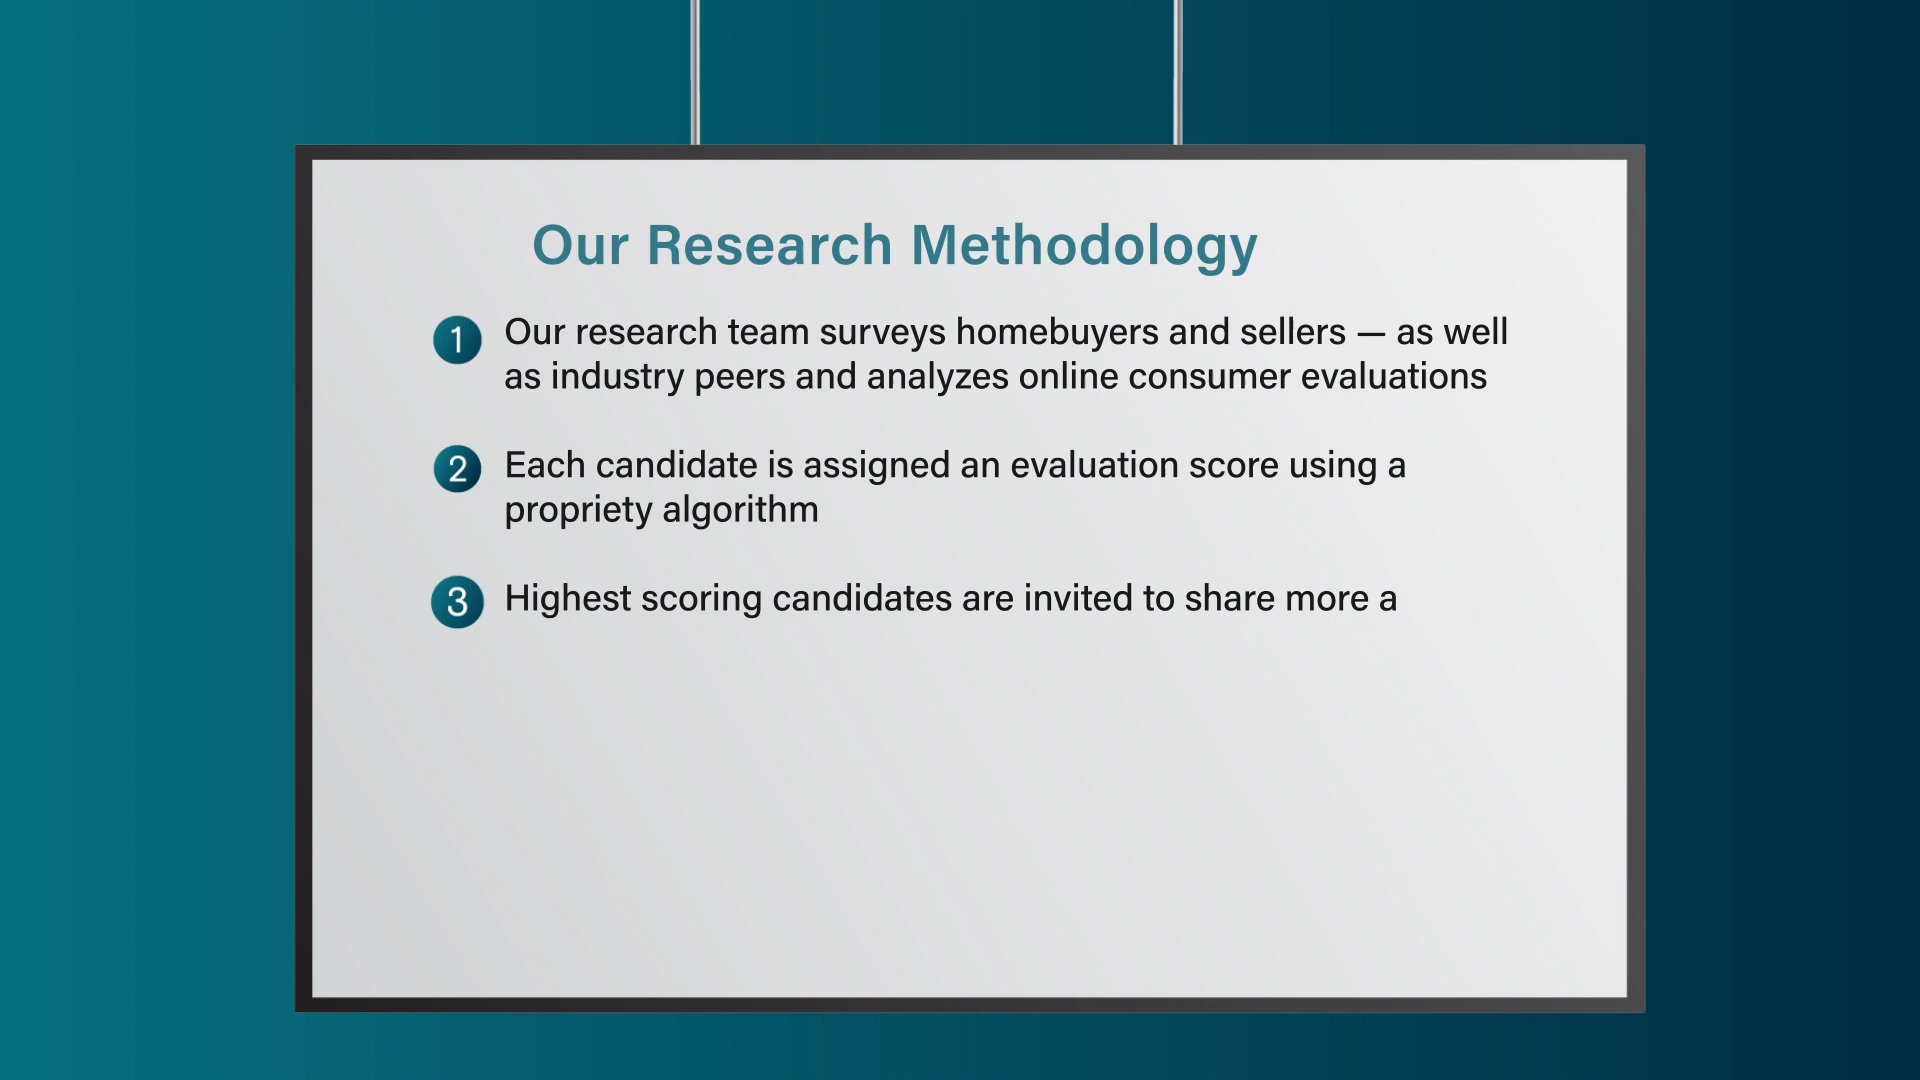 Our Research Methodology
1 Our research team surveys homebuyers and sellers — as well
as industry peers and analyzes online consumer evaluations
2 Each candidate is assigned an evaluation score using a
propriety algorithm
3 Highest scoring candidates are invited to share more a